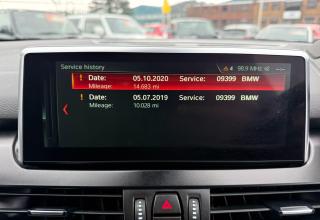 Service history
4 98.9 MHz
! Date: 05.10.2020 Service: 09399 BMW
Mileage: 14.683 mi
! Date: 05.07.2019 Service: 09399 BMW
Mileage: 10.028 mi